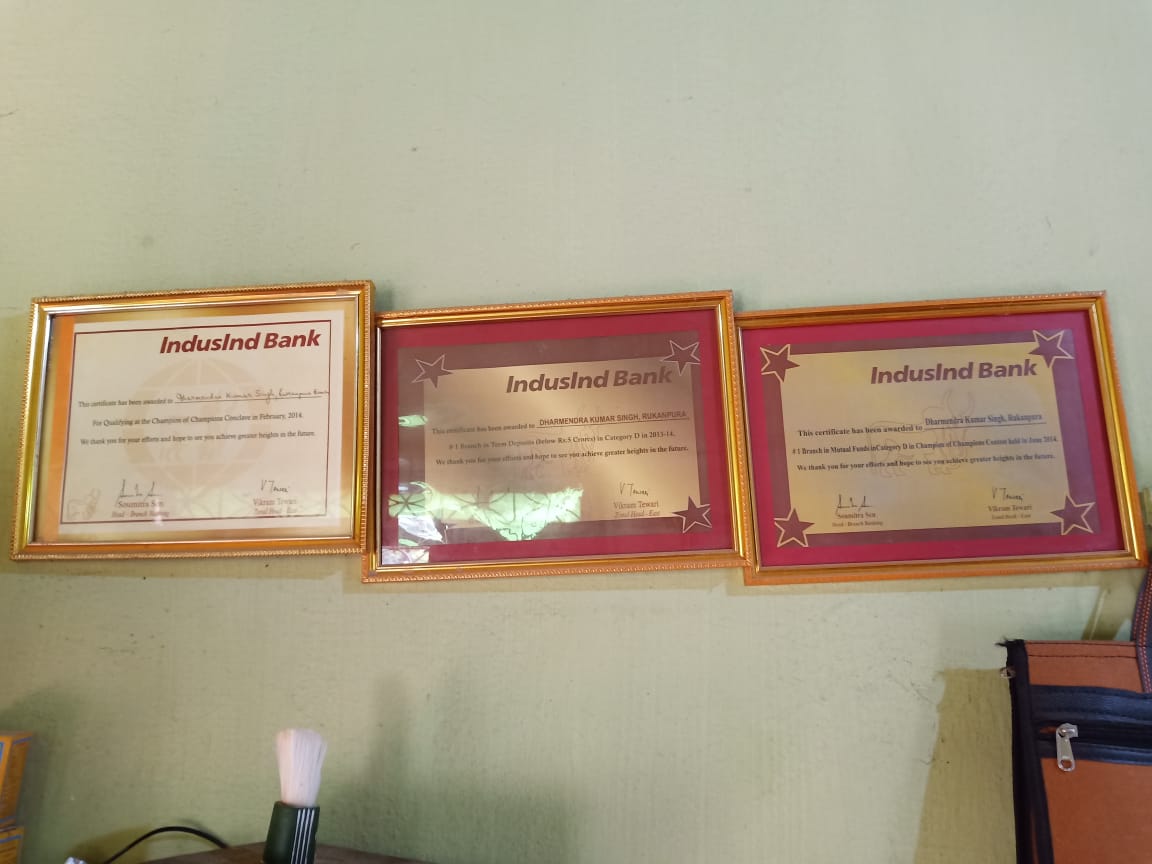 IndusInd Bank
This certificate has been awarded to Dharmendra Kumar Singh,
For Qualifying at the Champion of Champions Conclave in February, 2014.
We thank you for your efforts and hope to see you achieve greater heights in the future.
Soumitra Sen
Head - Branch Banking
Vikram Tewari
Zonal Head - East
IndusInd Bank
This certificate has been awarded to DHARMENDRA KUMAR SINGH, RUKANPURA
# 1 Branch in Term Deposits (below Rs.5 Crores) in Category D in 2013-14.
We thank you for your efforts and hope to see you achieve greater heights in the future.
V Tewari
Vikram Tewari
Zonal Head - East
IndusInd Bank
This certificate has been awarded to Dharmendra Kumar Singh, Rukanpura
# 1 Branch in Mutual Funds inCategory D in Champion of Champions Contest held in June 2014.
We thank you for your efforts and hope to see you achieve greater heights in the future.
Soumitra Sen
Head - Branch Banking
V Tewari
Vikram Tewari
Zonal Head - East